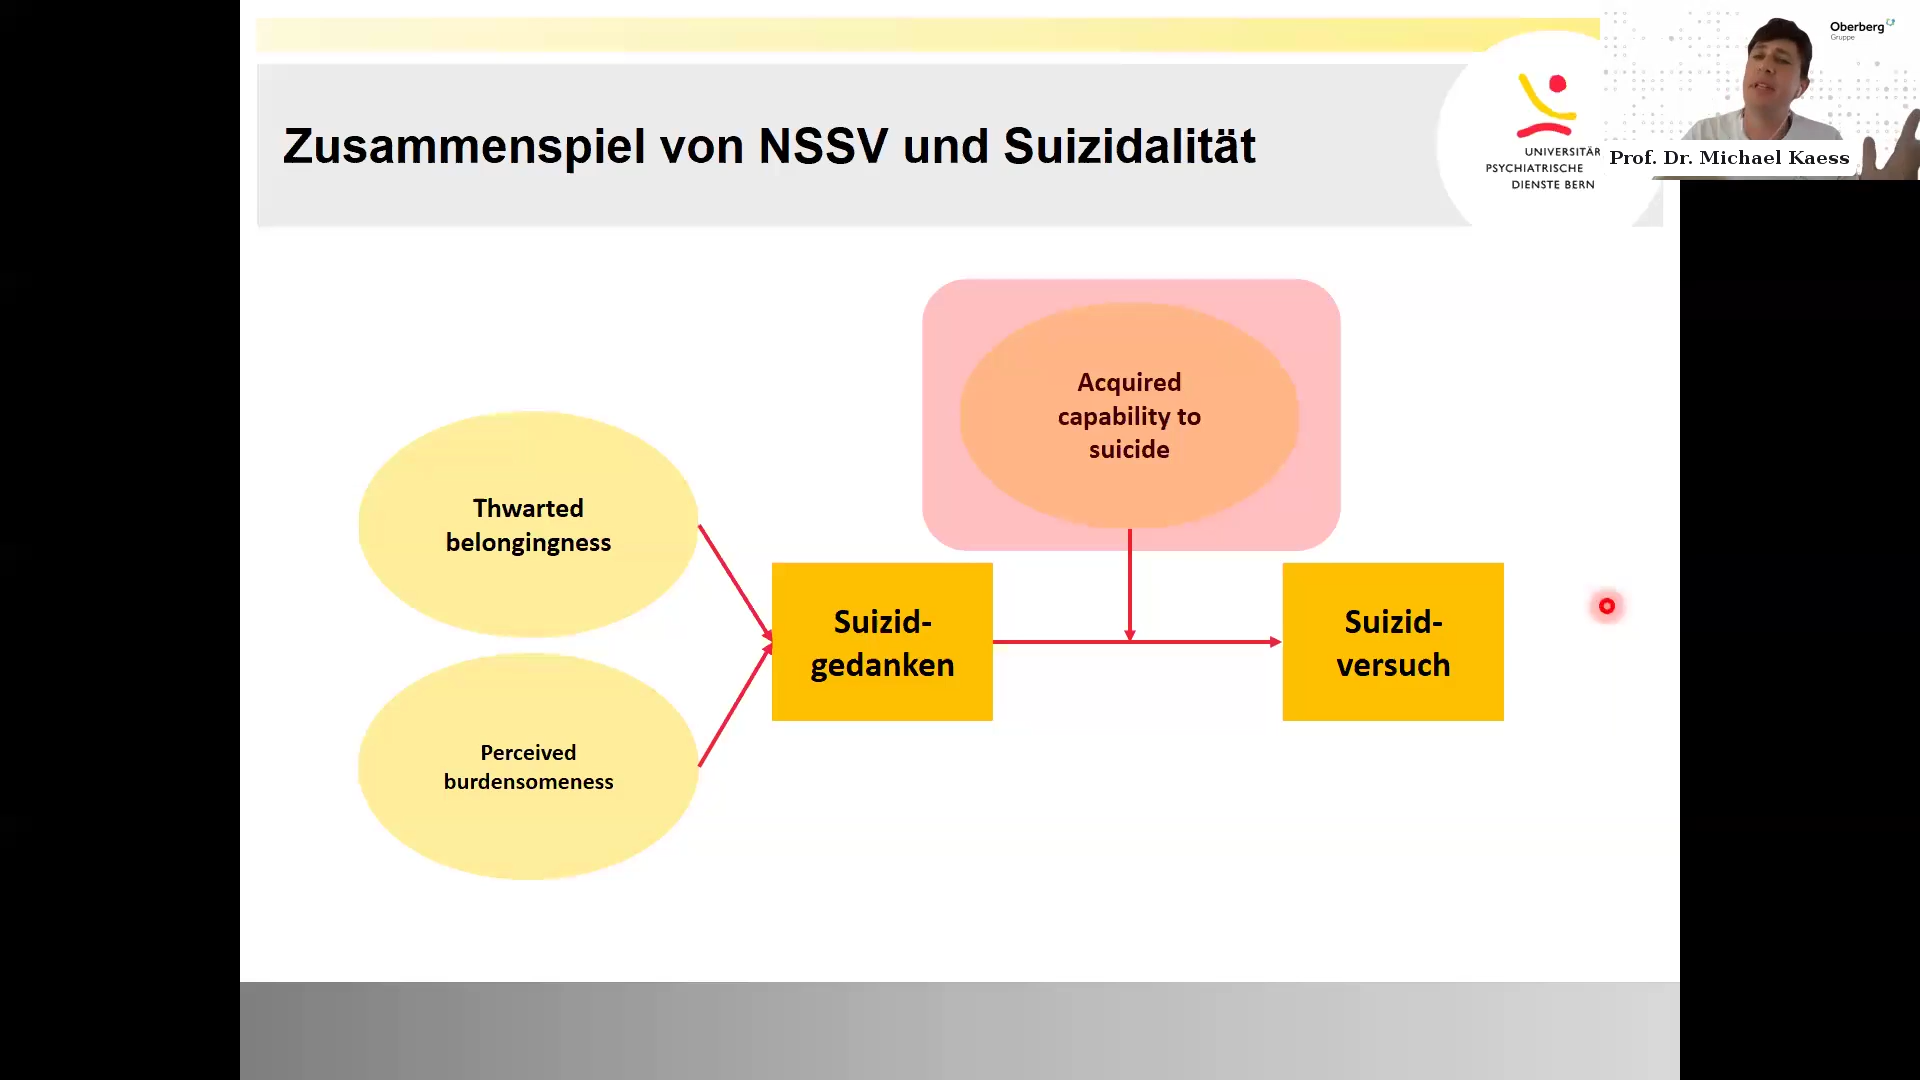 Zusammenspiel von NSSV und Suizidalität
UNIVERSITÄR
PSYCHIATRISCHE
DIENSTE BERN
Oberberg
Gruppe
Prof. Dr. Michael Kaess
Acquired
capability to
suicide
Thwarted
belongingness
Perceived
burdensomeness
Suizid-
gedanken
Suizid-
versuch